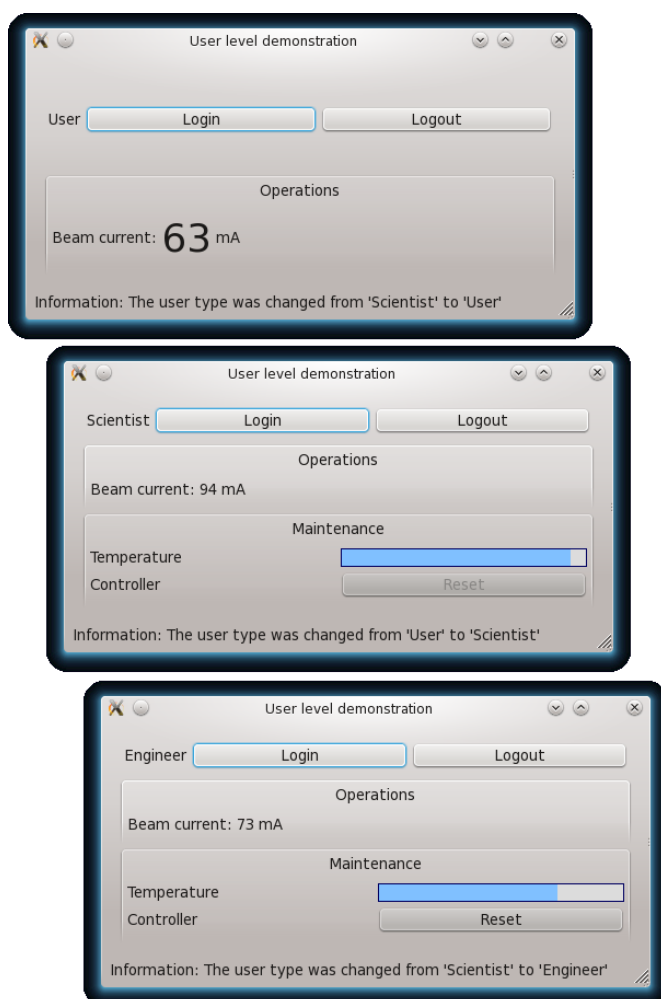 User level demonstration
User Login Logout
Operations
Beam current: 63 mA
Information: The user type was changed from 'Scientist' to 'User'
User level demonstration
Scientist Login Logout
Operations
Beam current: 94 mA
Maintenance
Temperature
Controller Reset
Information: The user type was changed from 'User' to 'Scientist'
User level demonstration
Engineer Login Logout
Operations
Beam current: 73 mA
Maintenance
Temperature
Controller Reset
Information: The user type was changed from 'Scientist' to 'Engineer'